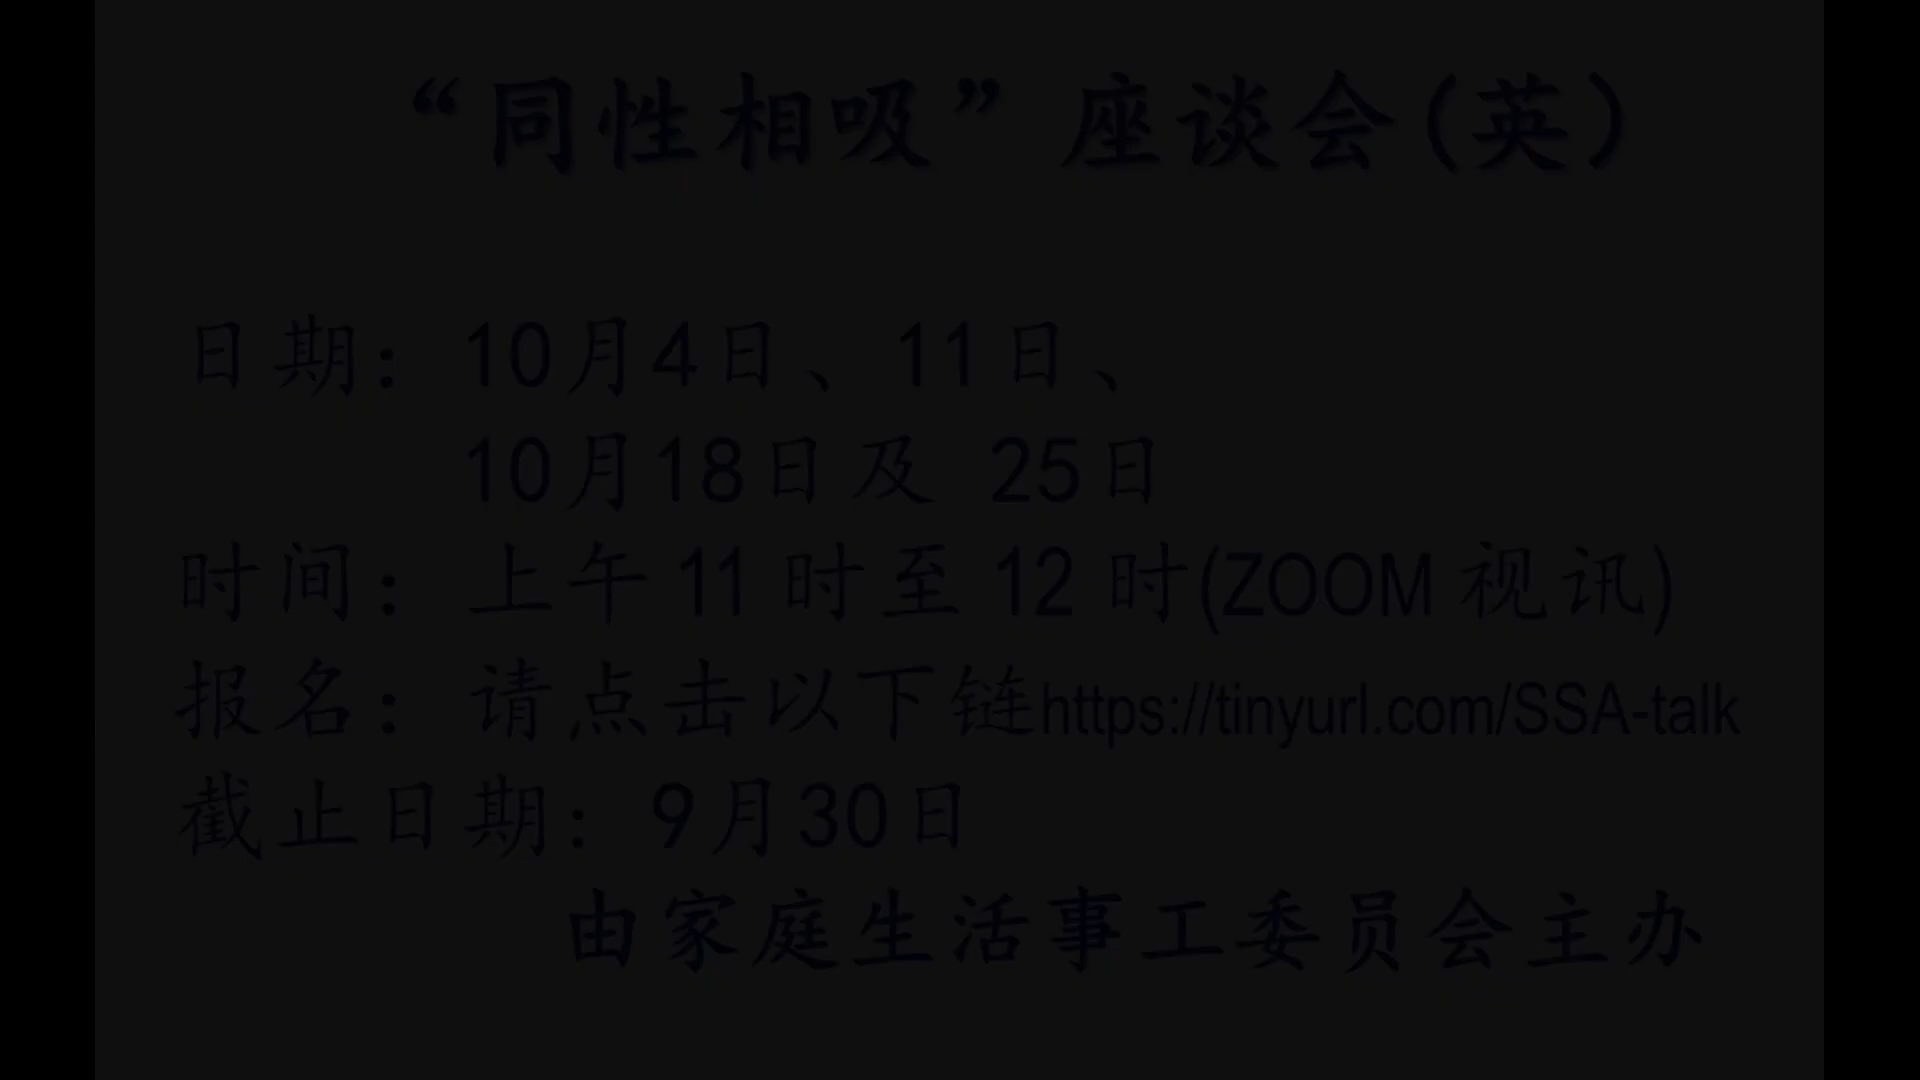 “同性相吸”座谈会(英)
日期：10月4日、11日、
10月18日及 25日
时间：上午 11 时至 12 时(ZOOM 视讯)
报名：请点击以下链https://tinyurl.com/SSA-talk
截止日期：9月30日
由家庭生活事工委员会主办